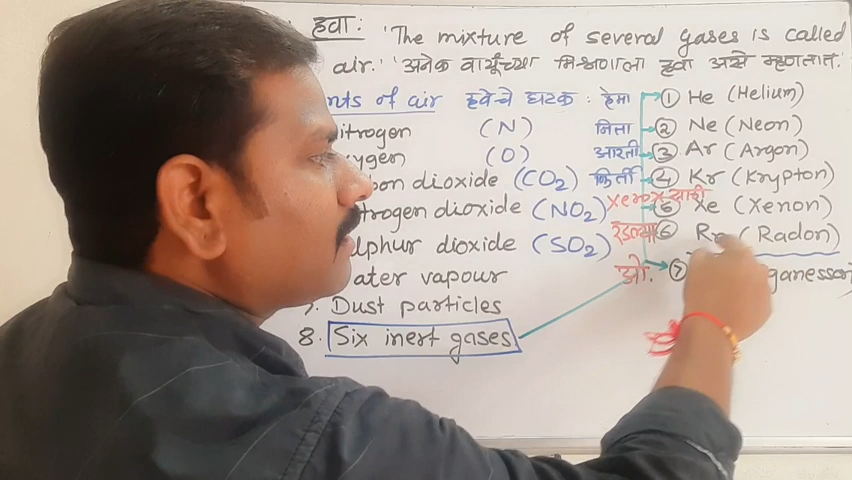 हवा: 'The mixture of several gases is called
air.' 'अनेक वायूंच्या मिश्रणाला हवा असे म्हणतात.'
nts of air हवेचे घटक :
itrogen (N)
ygen (O)
bon dioxide (CO2)
trogen dioxide (NO2)
lphur dioxide (SO2)
ater vapour
7. Dust particles
8. Six inert gases
हेमा ① He (Helium)
निता ② Ne (Neon)
आरती ③ Ar (Argon)
किर्ती ④ Kr (Krypton)
Xerox सारी ⑤ Xe (Xenon)
रडल्या ⑥ Rn (Radon)
ओ. ⑦ ganesson)